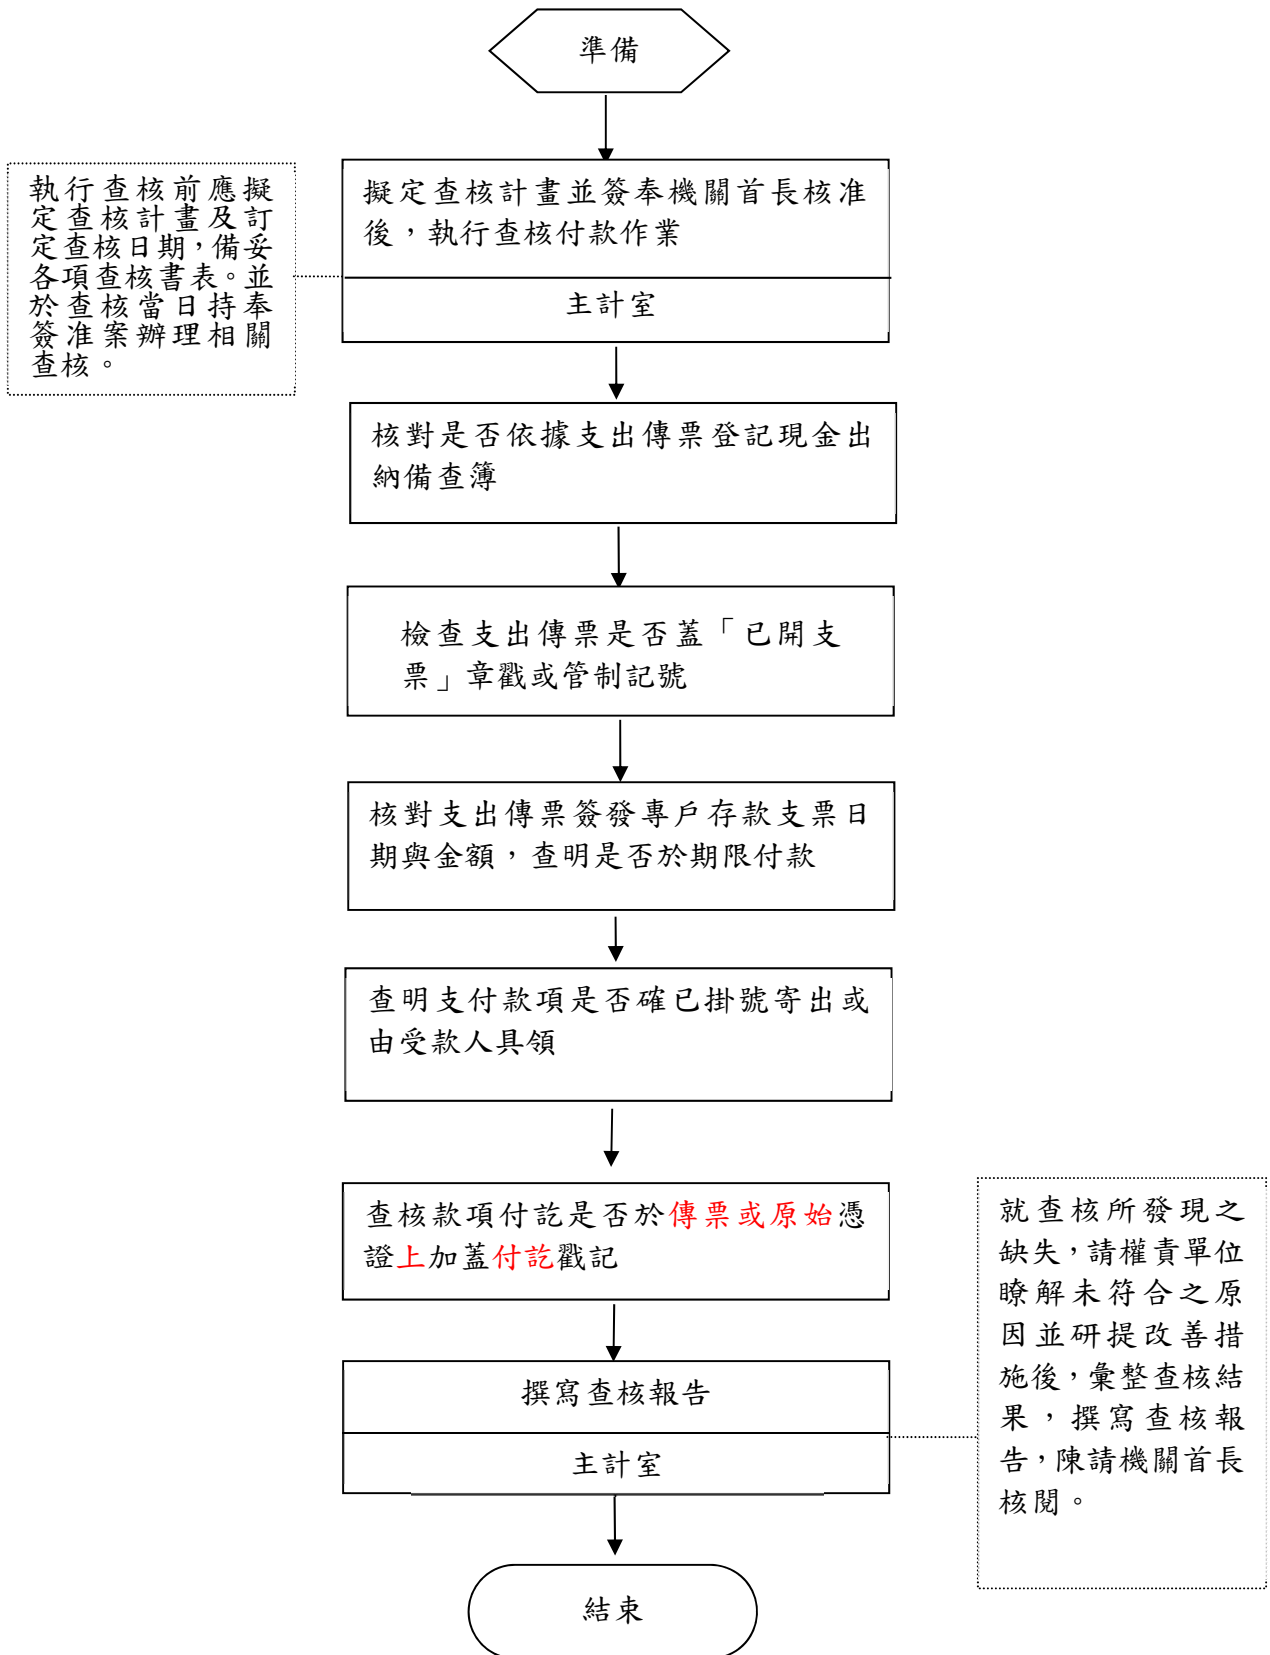 準備
執行查核前應擬
定查核計畫及訂
定查核日期，備妥
各項查核書表。並
於查核當日持奉
簽准案辦理相關
查核。
擬定查核計畫並簽奉機關首長核准
後，執行查核付款作業
主計室
核對是否依據支出傳票登記現金出
納備查簿
檢查支出傳票是否蓋「已開支
票」章戳或管制記號
核對支出傳票簽發專戶存款支票日
期與金額，查明是否於期限付款
查明支付款項是否確已掛號寄出或
由受款人具領
查核款項付訖是否於傳票或原始憑
證上加蓋付訖戳記
撰寫查核報告
主計室
就查核所發現之
缺失，請權責單位
瞭解未符合之原
因並研提改善措
施後，彙整查核結
果，撰寫查核報
告，陳請機關首長
核閱。
結束